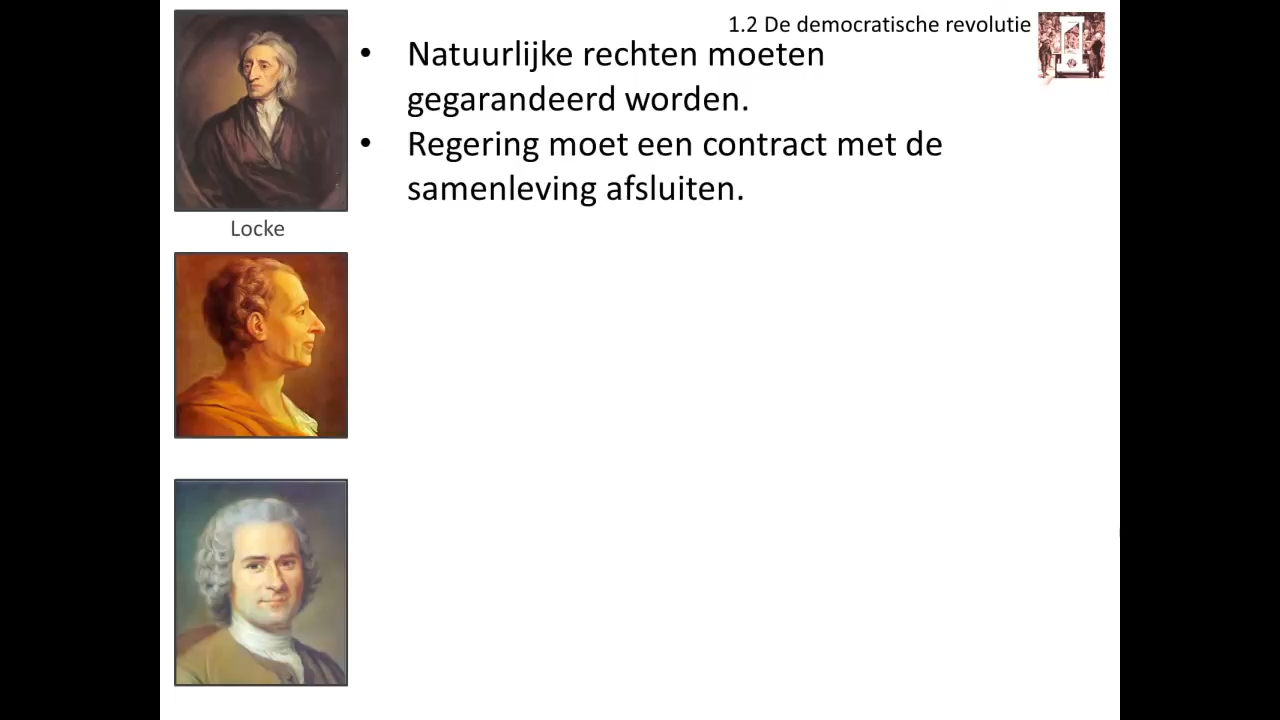 1.2 De democratische revolutie
• Natuurlijke rechten moeten
gegarandeerd worden.
• Regering moet een contract met de
samenleving afsluiten.
Locke